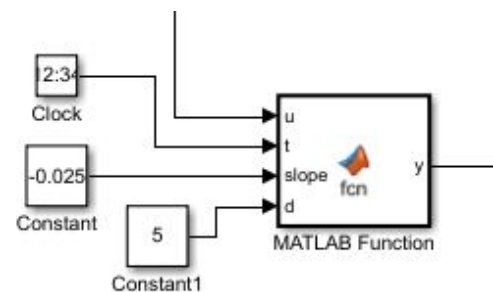 12:34
Clock
-0.025
Constant
5
Constant1
u
t
slope
d
fcn
y
MATLAB Function